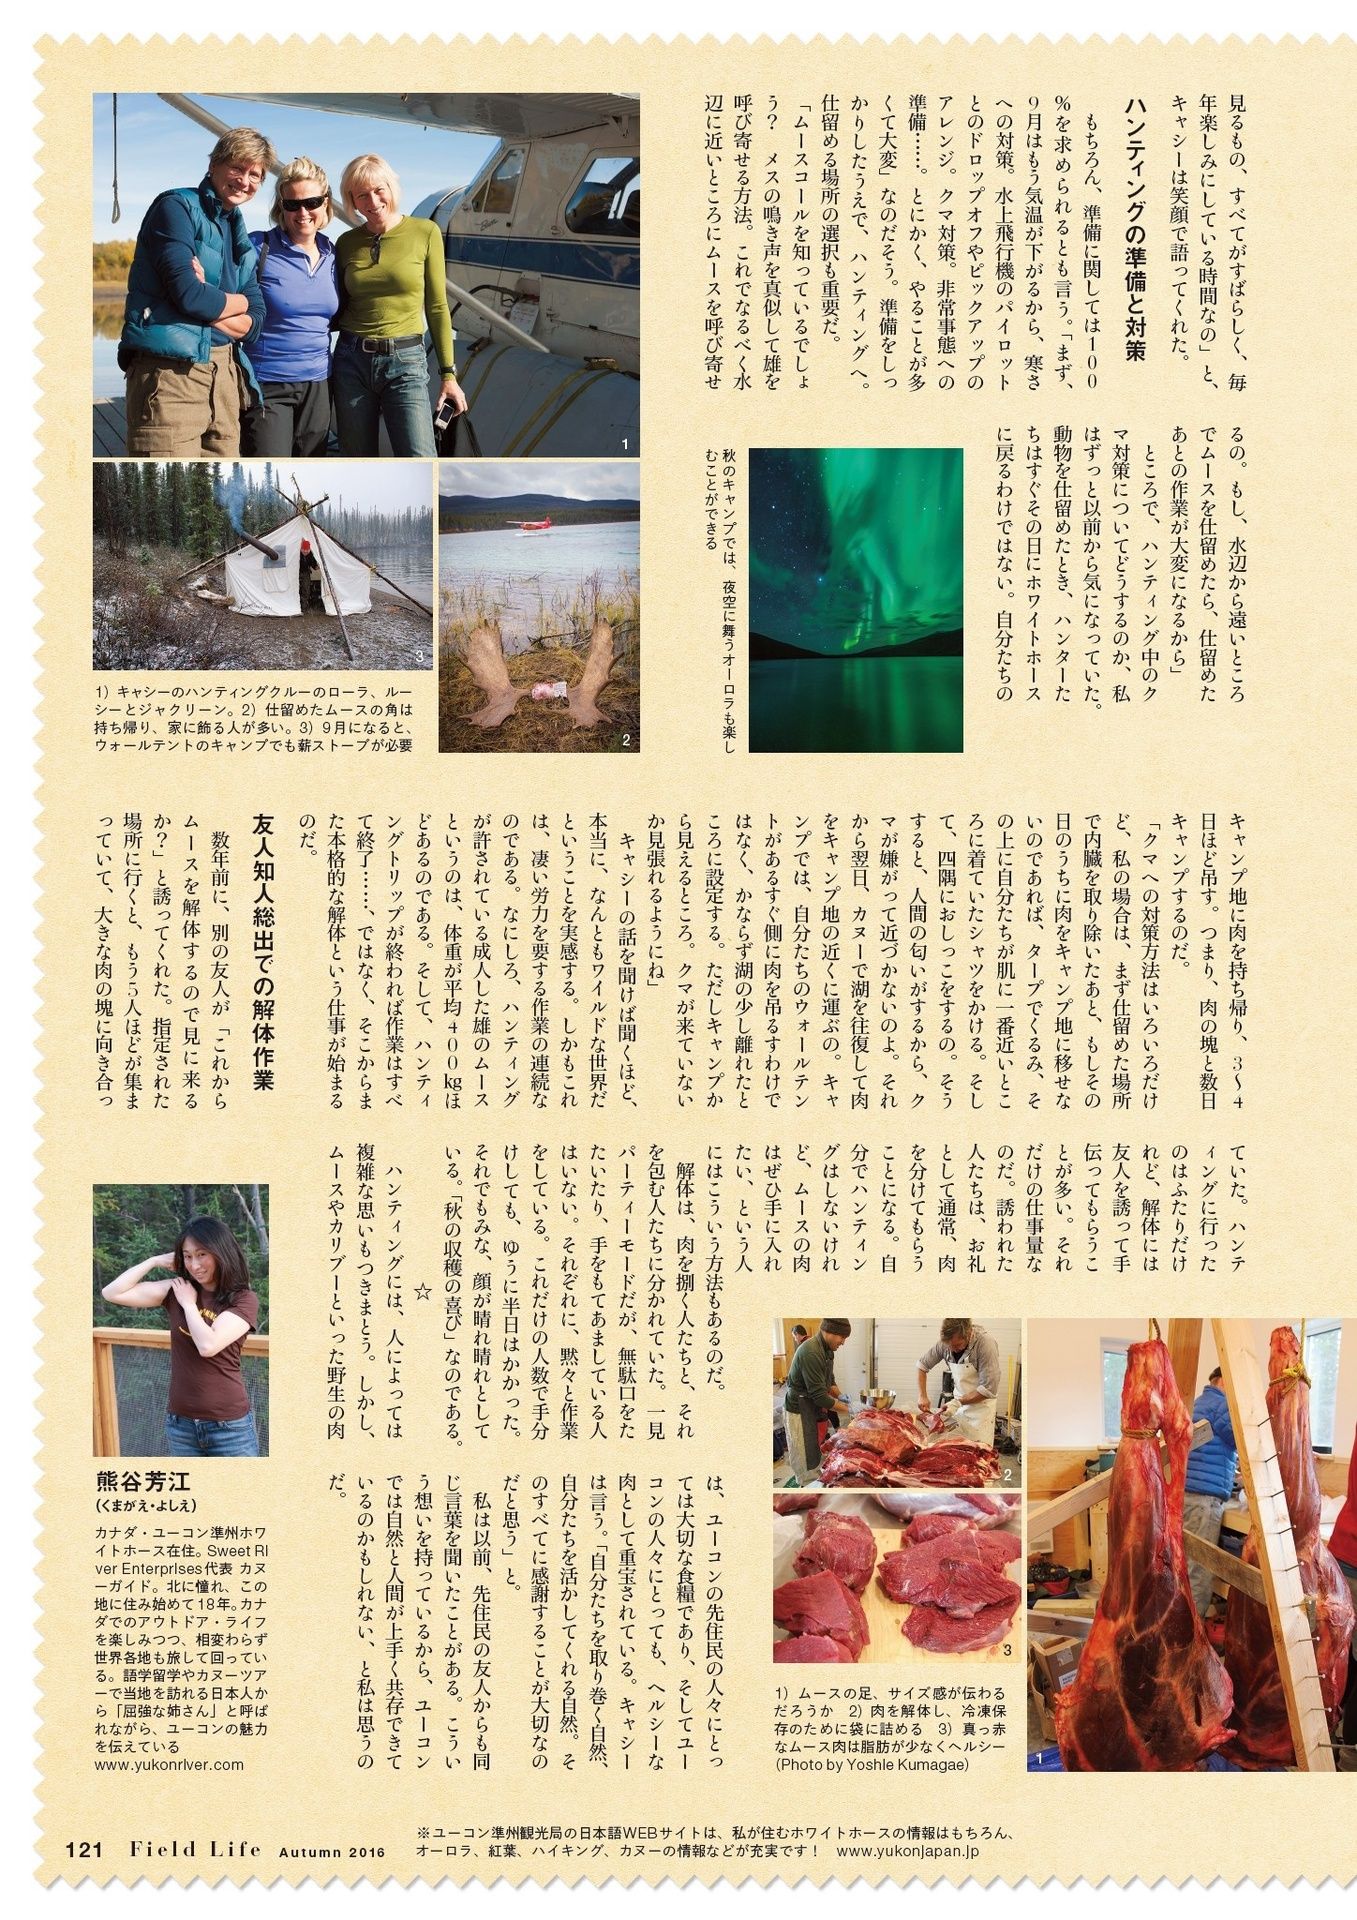 見るもの、すべてがすばらしく、毎
年楽しみにしている時間なの」と、
キャシーは笑顔で語ってくれた。
ハンティングの準備と対策
もちろん、準備に関しては100
％を求められるとも言う。「まず、
9月はもう気温が下がるから、寒さ
への対策。水上飛行機のパイロット
とのドロップオフやピックアップの
アレンジ。クマ対策。非常事態への
準備……。とにかく、やることが多
くて大変」なのだそう。準備をしっ
かりしたうえで、ハンティングへ。
仕留める場所の選択も重要だ。
「ムースコールを知っているでしょ
う？　メスの鳴き声を真似して雄を
呼び寄せる方法。これでなるべく水
辺に近いところにムースを呼び寄せ
るの。もし、水辺から遠いところ
でムースを仕留めたら、仕留めた
あとの作業が大変になるから」
ところで、ハンティング中のク
マ対策についてどうするのか、私
はずっと以前から気になっていた。
動物を仕留めたとき、ハンターた
ちはすぐその日にホワイトホース
に戻るわけではない。自分たちの
秋のキャンプでは、夜空に舞うオーロラも楽し
むことができる
1
2
3
1）キャシーのハンティングクルーのローラ、ルー
シーとジャクリーン。2）仕留めたムースの角は
持ち帰り、家に飾る人が多い。3）9月になると、
ウォールテントのキャンプでも薪ストーブが必要
キャンプ地に肉を持ち帰り、3〜4
日ほど吊す。つまり、肉の塊と数日
キャンプするのだ。
「クマへの対策方法はいろいろだけ
ど、私の場合は、まず仕留めた場所
で内臓を取り除いたあと、もしその
日のうちに肉をキャンプ地に移せな
いのであれば、タープでくるみ、そ
の上に自分たちが肌に一番近いとこ
ろに着ていたシャツをかける。そし
て、四隅におしっこをするの。そう
すると、人間の匂いがするから、ク
マが嫌がって近づかないのよ。それ
から翌日、カヌーで湖を往復して肉
をキャンプ地の近くに運ぶの。キャ
ンプでは、自分たちのウォールテン
トがあるすぐ側に肉を吊るすわけで
はなく、かならず湖の少し離れたと
ころに設定する。ただしキャンプか
ら見えるところ。クマが来ていない
か見張れるようにね」
キャシーの話を聞けば聞くほど、
本当に、なんともワイルドな世界だ
ということを実感する。しかもこれ
は、凄い労力を要する作業の連続な
のである。なにしろ、ハンティング
が許されている成人した雄のムース
というのは、体重が平均400kgほ
どあるのである。そして、ハンティ
ングトリップが終われば作業はすべ
て終了……、ではなく、そこからま
た本格的な解体という仕事が始まる
のだ。
友人知人総出での解体作業
数年前に、別の友人が「これから
ムースを解体するので見に来る
か？」と誘ってくれた。指定された
場所に行くと、もう5人ほどが集ま
っていて、大きな肉の塊に向き合っ
ていた。ハンテ
ィングに行った
のはふたりだけ
れど、解体には
友人を誘って手
伝ってもらうこ
とが多い。それ
だけの仕事量な
のだ。誘われた
人たちは、お礼
として通常、肉
を分けてもらう
ことになる。自
分でハンティン
グはしないけれ
ど、ムースの肉
はぜひ手に入れ
たい、という人
にはこういう方法もあるのだ。
解体は、肉を捌く人たちと、それ
を包む人たちに分かれていた。一見
パーティーモードだが、無駄口をた
たいたり、手をもてあましている人
はいない。それぞれに、黙々と作業
をしている。これだけの人数で手分
けしても、ゆうに半日はかかった。
それでもみな、顔が晴れ晴れとして
いる。「秋の収穫の喜び」なのである。
☆
ハンティングには、人によっては
複雑な思いもつきまとう。しかし、
ムースやカリブーといった野生の肉
は、ユーコンの先住民の人々にとっ
ては大切な食糧であり、そしてユー
コンの人々にとっても、ヘルシーな
肉として重宝されている。キャシー
は言う。「自分たちを取り巻く自然、
自分たちを活かしてくれる自然。そ
のすべてに感謝することが大切なの
だと思う」と。
私は以前、先住民の友人からも同
じ言葉を聞いたことがある。こうい
う想いを持っているから、ユーコン
では自然と人間が上手く共存できて
いるのかもしれない、と私は思うの
だ。
1
2
3
1）ムースの足、サイズ感が伝わる
だろうか　2）肉を解体し、冷凍保
存のために袋に詰める　3）真っ赤
なムース肉は脂肪が少なくヘルシー
(Photo by Yoshie Kumagae)
熊谷芳江
（くまがえ・よしえ）
カナダ・ユーコン準州ホワ
イトホース在住。Sweet Ri
ver Enterprises代表 カヌ
ーガイド。北に憧れ、この
地に住み始めて18年。カナ
ダでのアウトドア・ライフ
を楽しみつつ、相変わらず
世界各地も旅して回ってい
る。語学留学やカヌーツア
ーで当地を訪れる日本人か
ら「屈強な姉さん」と呼ば
れながら、ユーコンの魅力
を伝えている
www.yukonriver.com
※ユーコン準州観光局の日本語WEBサイトは、私が住むホワイトホースの情報はもちろん、
オーロラ、紅葉、ハイキング、カヌーの情報などが充実です！　www.yukonjapan.jp
121 Field Life Autumn 2016